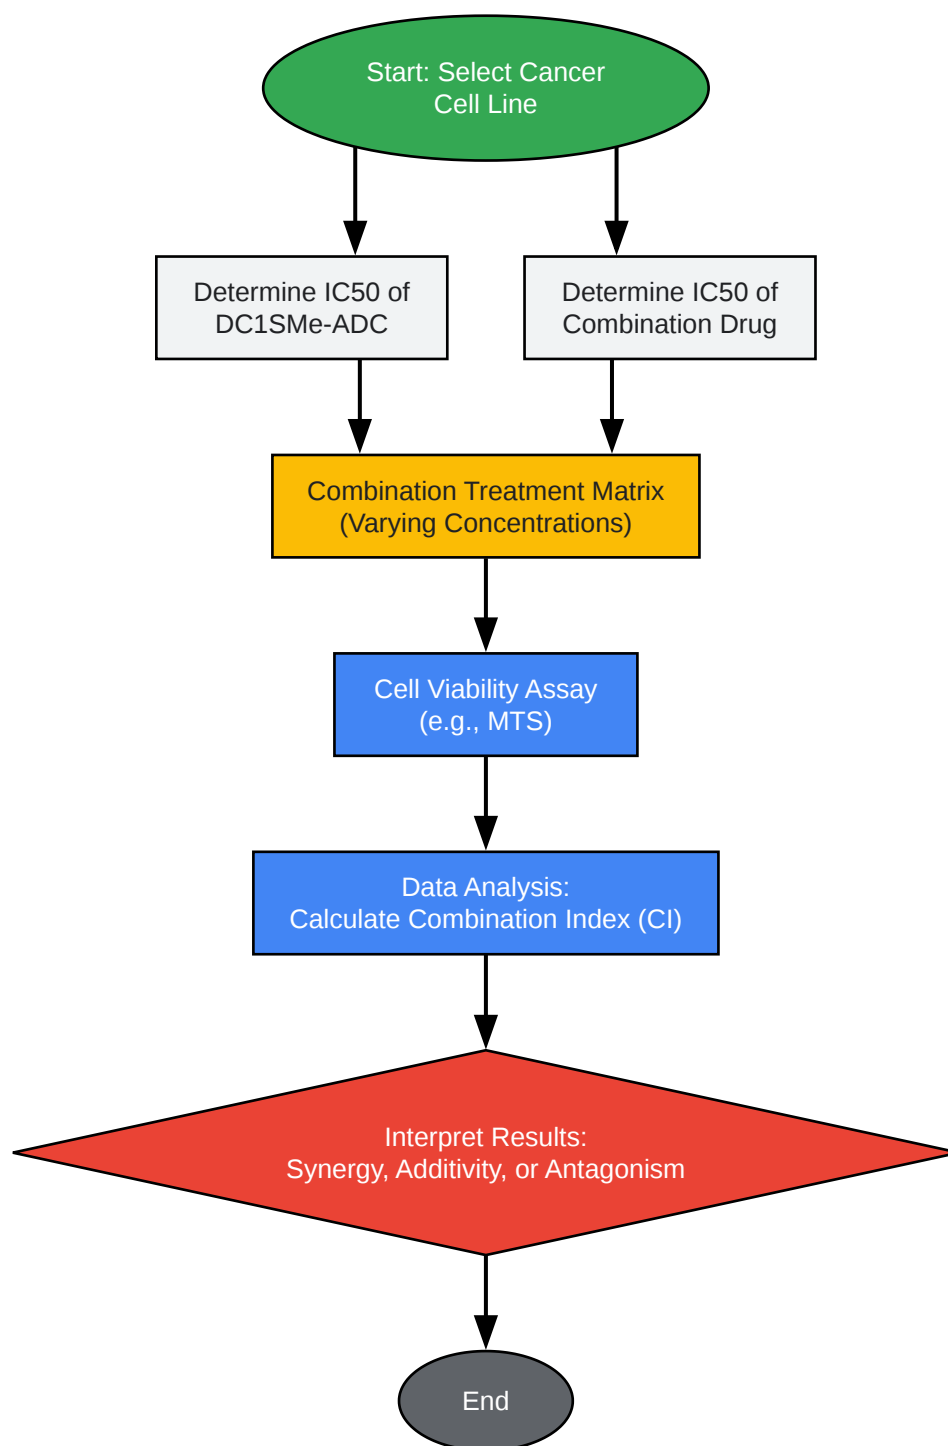 Start: Select Cancer
Cell Line
Determine IC50 of
DC1SMe-ADC
Determine IC50 of
Combination Drug
Combination Treatment Matrix
(Varying Concentrations)
Cell Viability Assay
(e.g., MTS)
Data Analysis:
Calculate Combination Index (CI)
Interpret Results:
Synergy, Additivity, or Antagonism
End